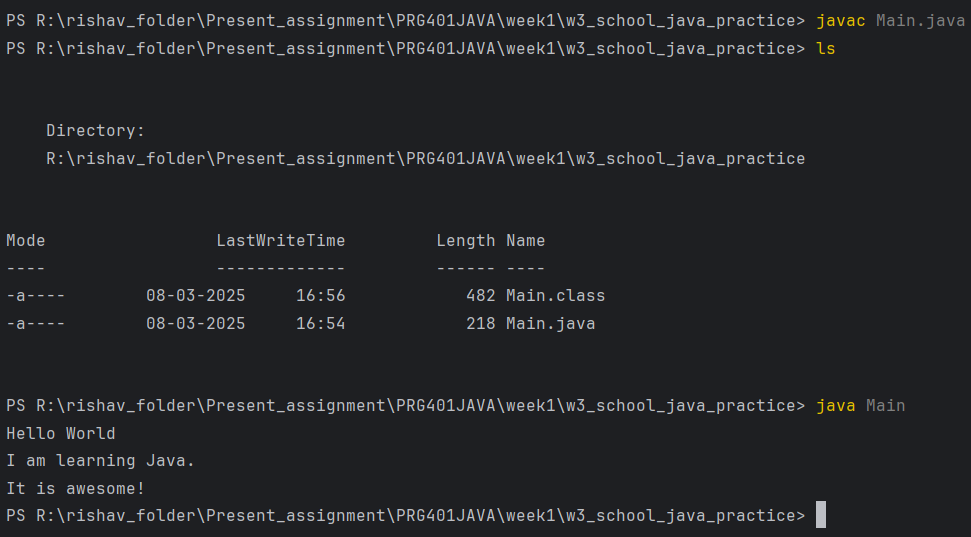 PS R:\rishav_folder\Present_assignment\PRG401JAVA\week1\w3_school_java_practice> javac Main.java
PS R:\rishav_folder\Present_assignment\PRG401JAVA\week1\w3_school_java_practice> ls
Directory:
R:\rishav_folder\Present_assignment\PRG401JAVA\week1\w3_school_java_practice
Mode                 LastWriteTime         Length Name
----                 -------------         ------ ----
-a----        08-03-2025     16:56            482 Main.class
-a----        08-03-2025     16:54            218 Main.java
PS R:\rishav_folder\Present_assignment\PRG401JAVA\week1\w3_school_java_practice> java Main
Hello World
I am learning Java.
It is awesome!
PS R:\rishav_folder\Present_assignment\PRG401JAVA\week1\w3_school_java_practice>